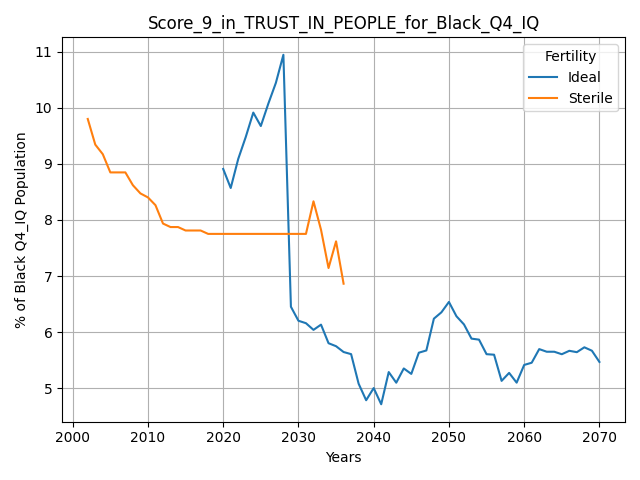 Score_9_in_TRUST_IN_PEOPLE_for_Black_Q4_IQ
% of Black Q4_IQ Population
11
10
9
8
7
6
5
Fertility
Ideal
Sterile
2000 2010 2020 2030 2040 2050 2060 2070
Years